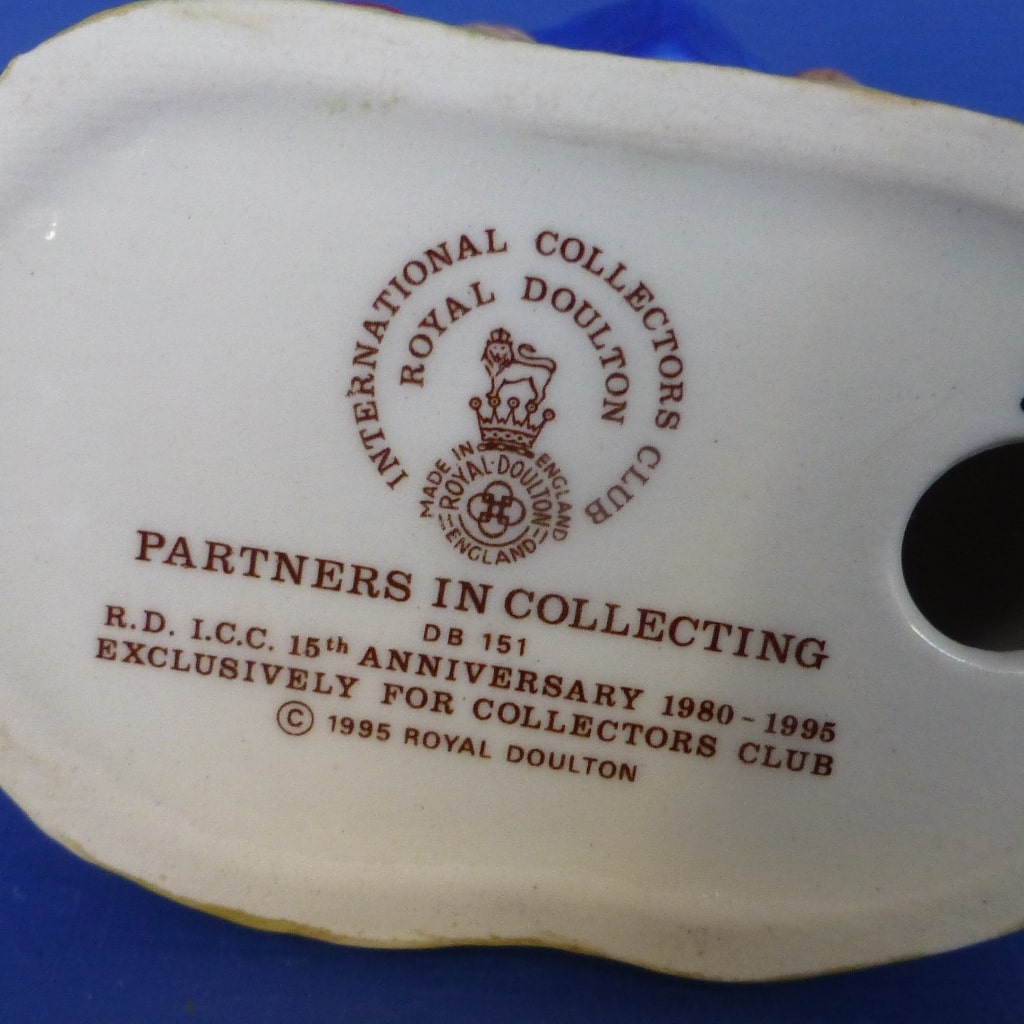 INTERNATIONAL COLLECTORS CLUB
ROYAL DOULTON
MADE IN ENGLAND
ROYAL·DOULTON
ENGLAND
PARTNERS IN COLLECTING
DB 151
R.D. I.C.C. 15th ANNIVERSARY 1980-1995
EXCLUSIVELY FOR COLLECTORS CLUB
© 1995 ROYAL DOULTON